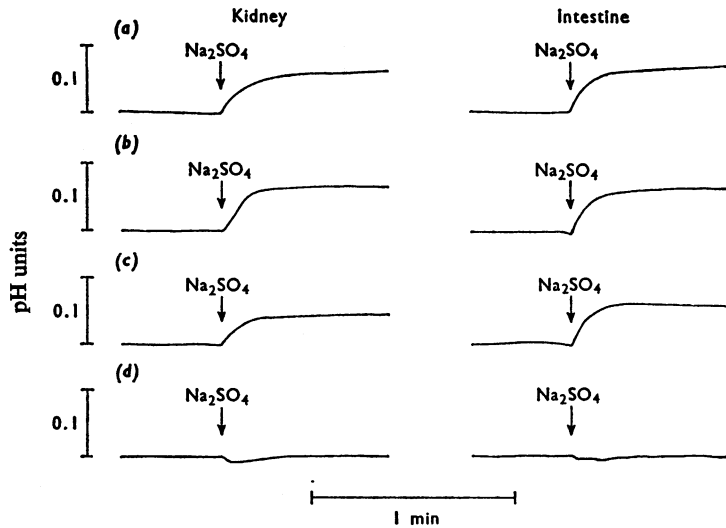 Kidney Intestine
(a)
Na₂SO₄ Na₂SO₄
0.1
(b)
Na₂SO₄ Na₂SO₄
0.1
(c)
Na₂SO₄ Na₂SO₄
0.1
(d)
Na₂SO₄ Na₂SO₄
0.1
pH units
1 min